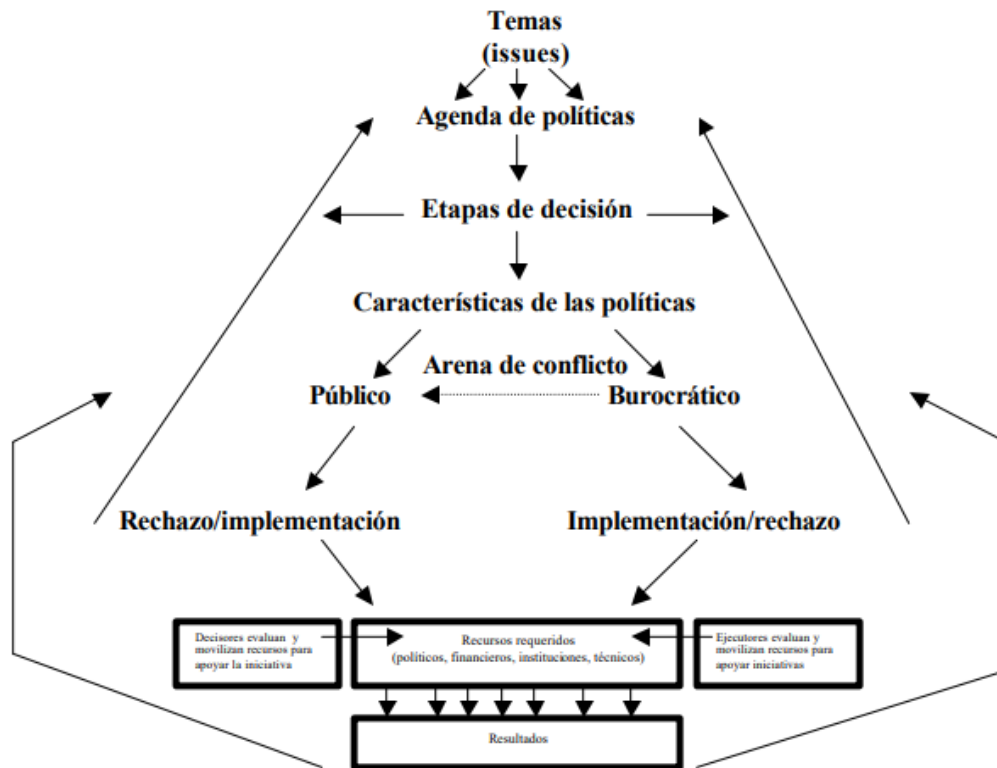 Temas
(issues)
Agenda de políticas
Etapas de decisión
Características de las políticas
Arena de conflicto
Público
Burocrático
Rechazo/implementación
Implementación/rechazo
Decisores evaluan y
movilizan recursos para
apoyar la iniciativa
Recursos requeridos
(políticos, financieros, instituciones, técnicos)
Ejecutores evaluan y
movilizan recursos para
apoyar iniciativas
Resultados